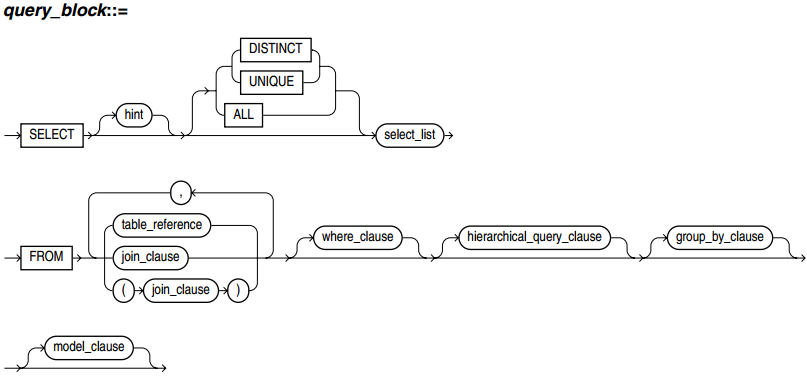 query_block::=
DISTINCT
UNIQUE
hint
ALL
SELECT
select_list
,
table_reference
where_clause
hierarchical_query_clause
group_by_clause
FROM
join_clause
( join_clause )
model_clause